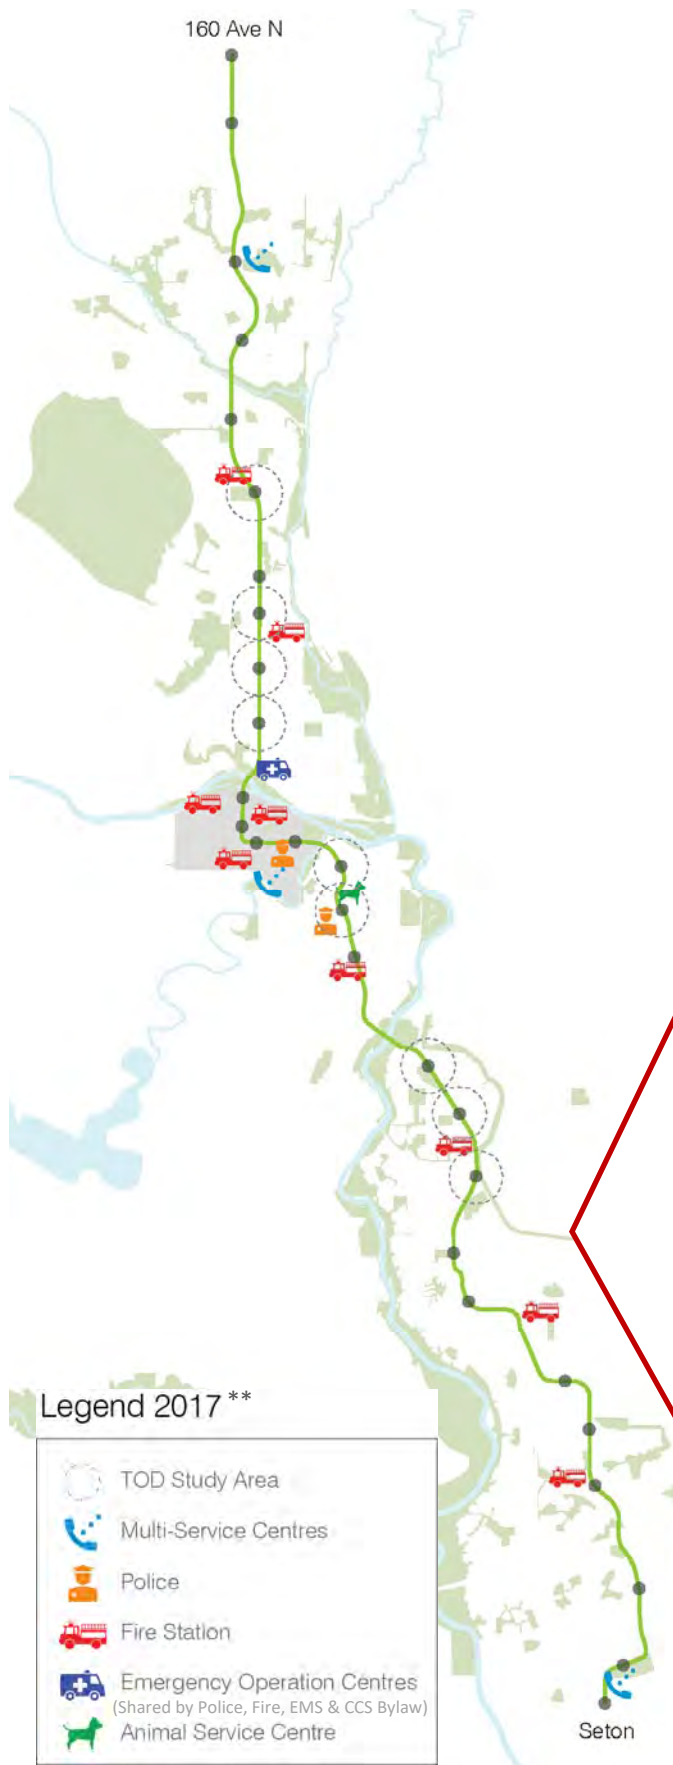 160 Ave N
Legend 2017 **
TOD Study Area
Multi-Service Centres
Police
Fire Station
Emergency Operation Centres
(Shared by Police, Fire, EMS & CCS Bylaw)
Animal Service Centre
Seton